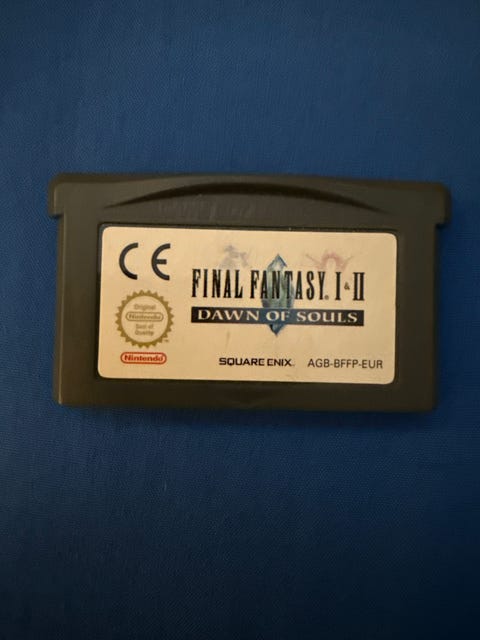 CE
FINAL FANTASY. I & II
DAWN OF SOULS
Original
Nintendo
Seal of
Quality
Nintendo
SQUARE ENIX. AGB-BFFP-EUR